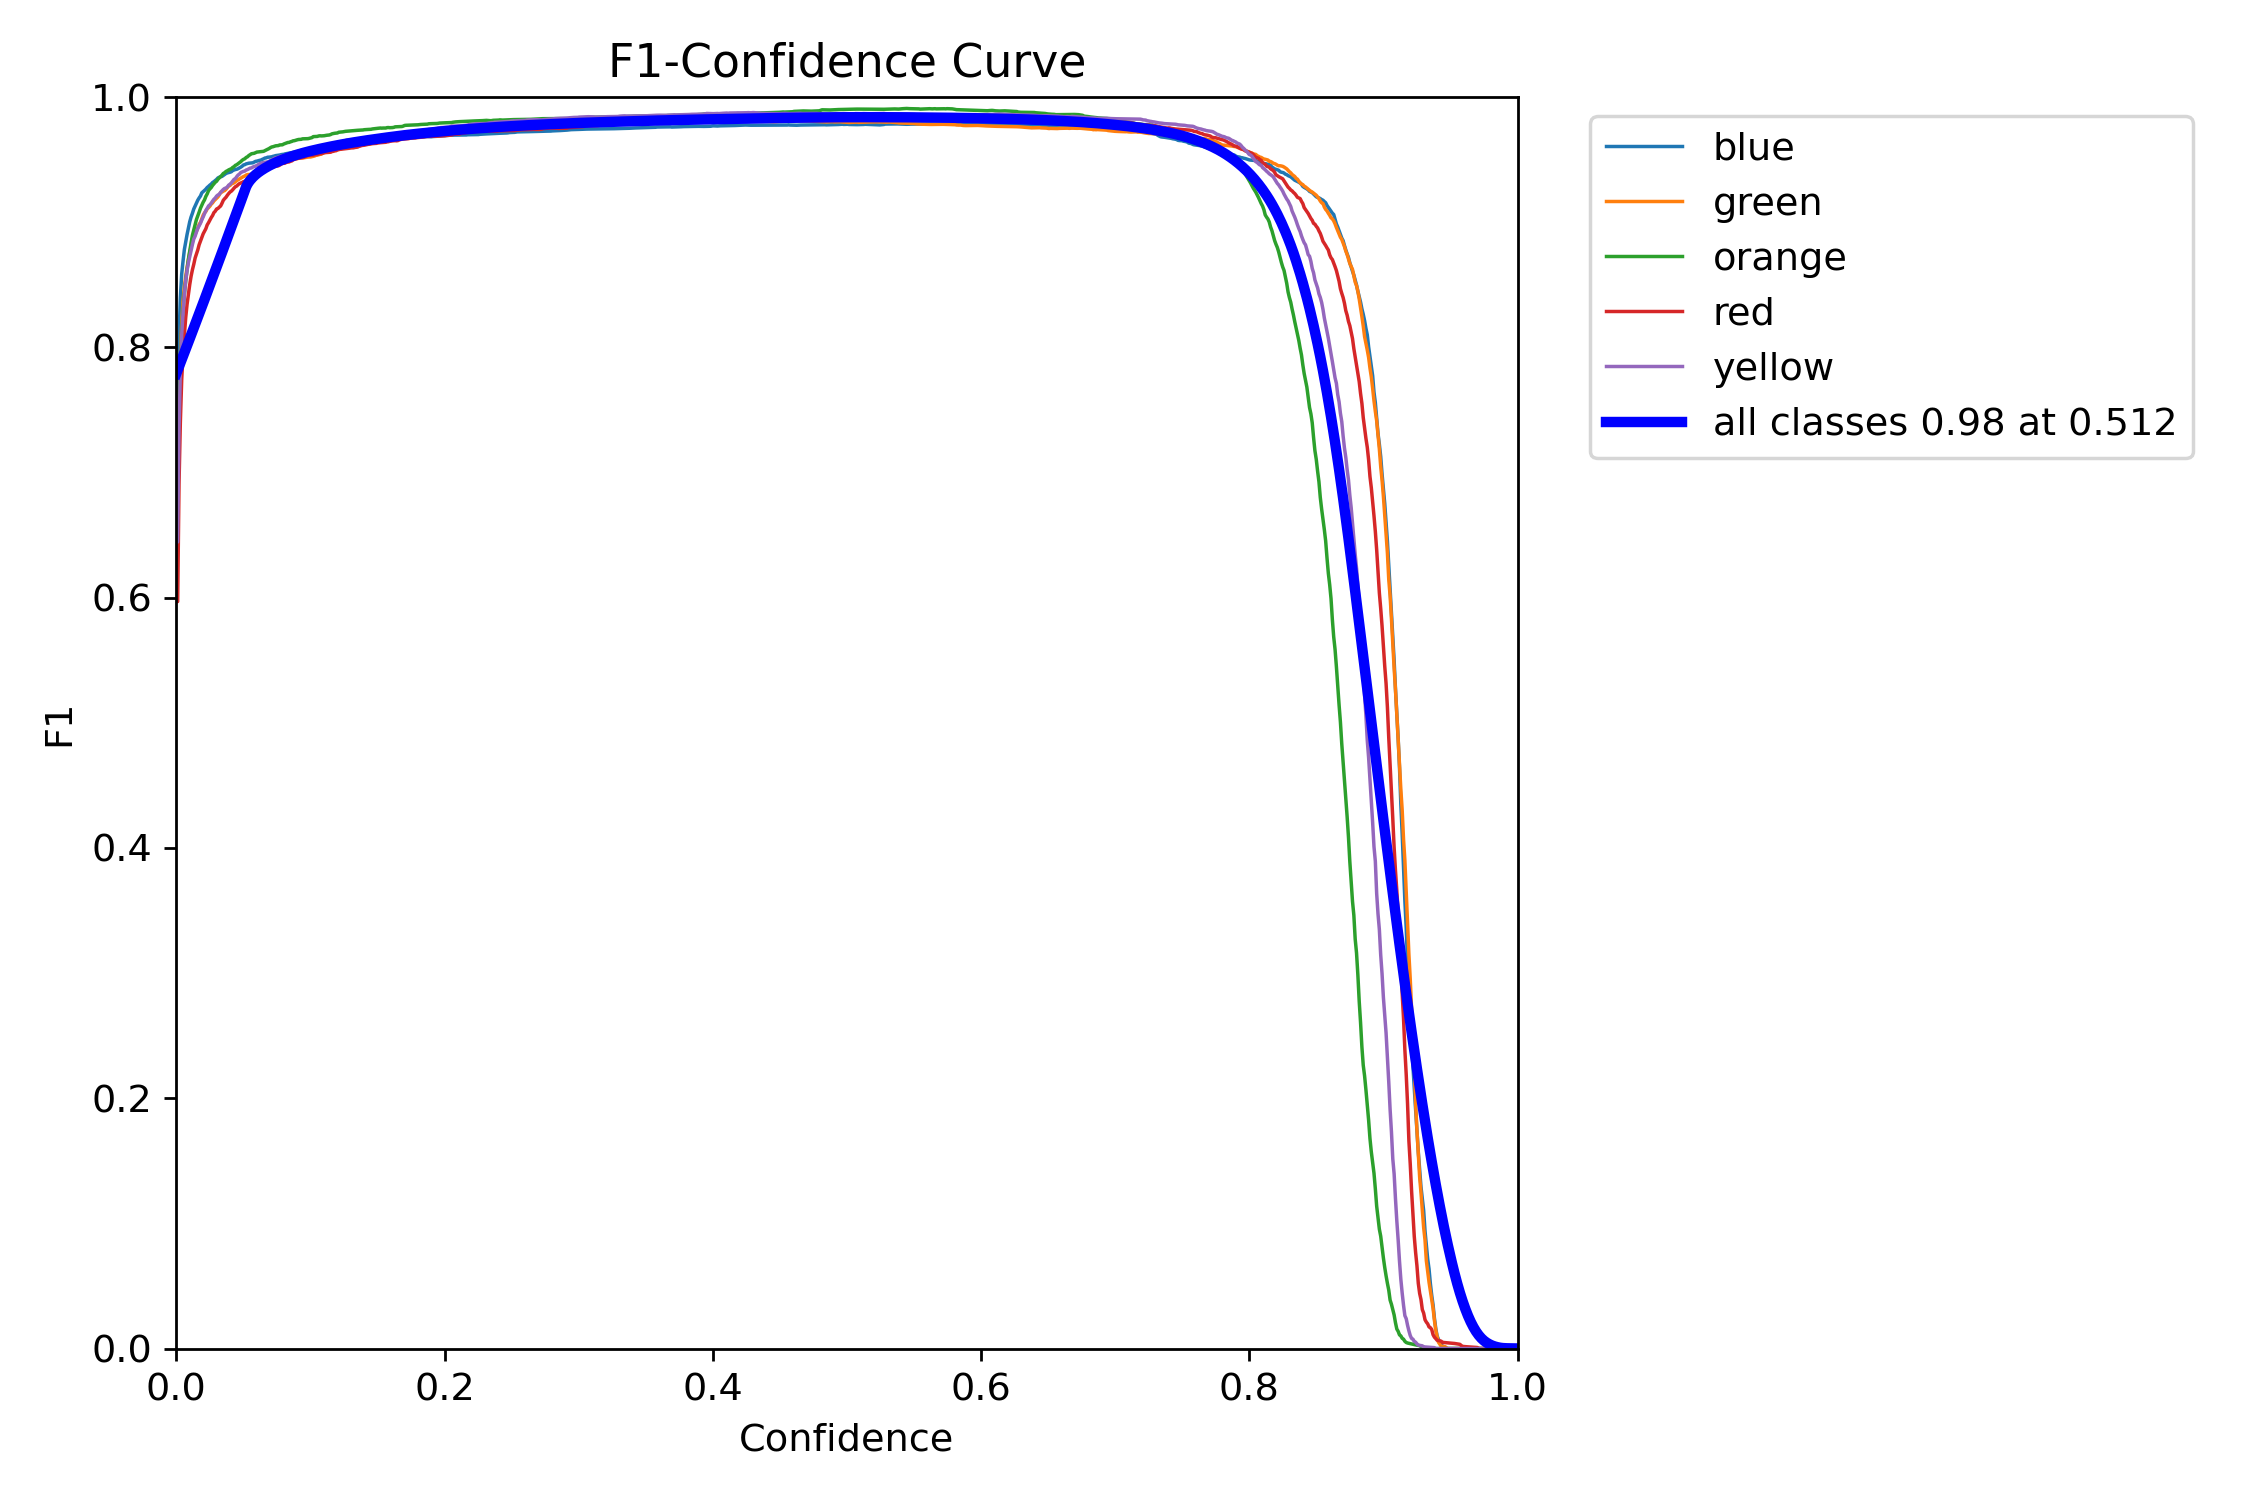 F1-Confidence Curve
1.0
0.8
0.6
0.4
0.2
0.0
F1
0.0 0.2 0.4 0.6 0.8 1.0
Confidence
blue
green
orange
red
yellow
all classes 0.98 at 0.512